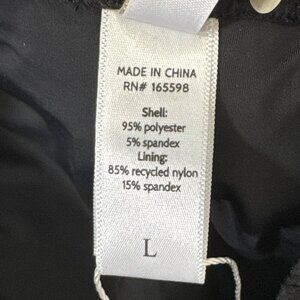 MADE IN CHINA
RN# 165598
Shell:
95% polyester
5% spandex
Lining:
85% recycled nylon
15% spandex
L